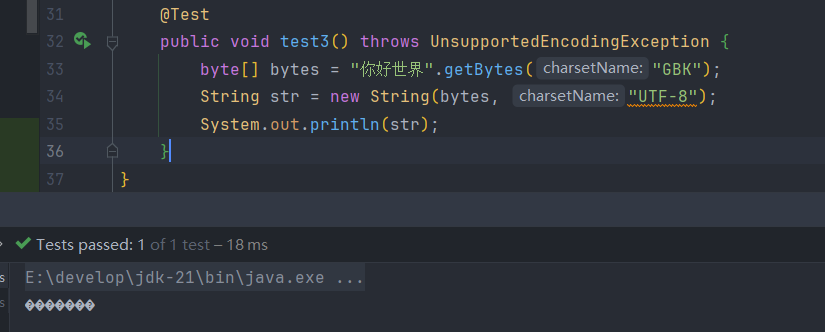 31 @Test
32 public void test3() throws UnsupportedEncodingException {
33 byte[] bytes = "你好世界".getBytes( charsetName: "GBK");
34 String str = new String(bytes, charsetName: "UTF-8");
35 System.out.println(str);
36 }
37 }
Tests passed: 1 of 1 test – 18 ms
E:\develop\jdk-21\bin\java.exe ...
�������